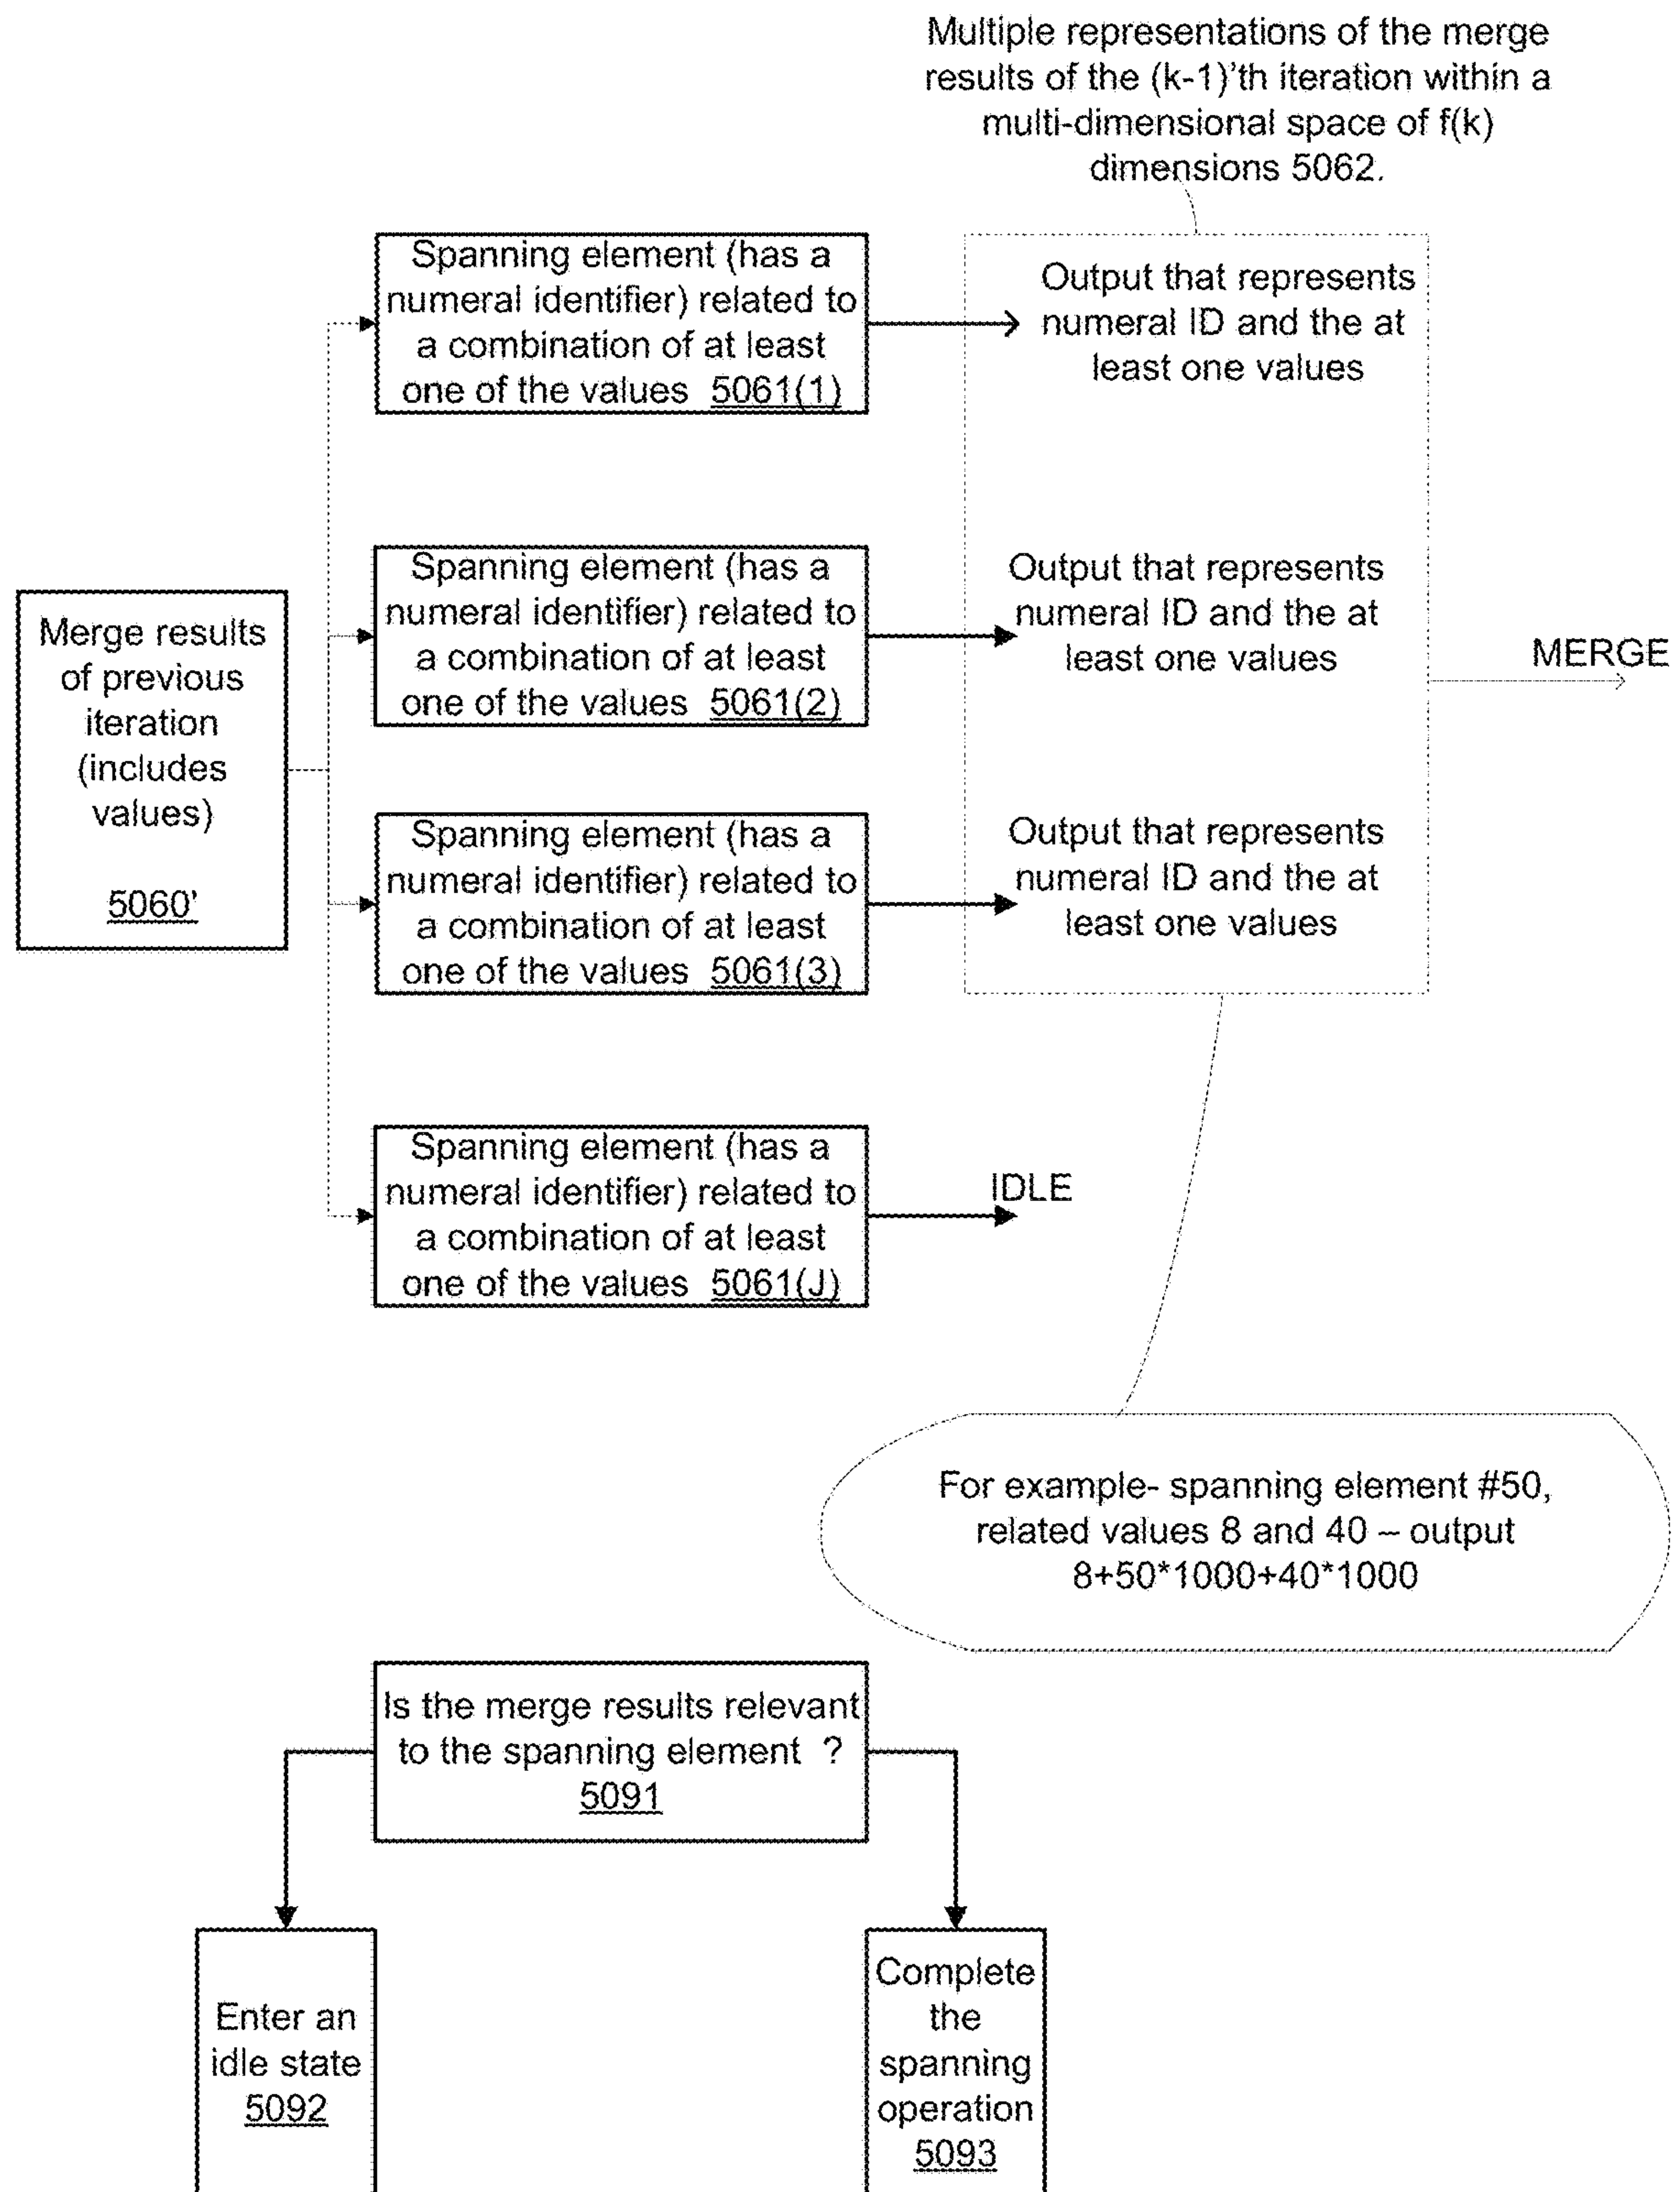 Multiple representations of the merge
results of the (k-1)'th iteration within a
multi-dimensional space of f(k)
dimensions 5062.
Spanning element (has a
numeral identifier) related to
a combination of at least
one of the values 5061(1)
Output that represents
numeral ID and the at
least one values
Merge results
of previous
iteration
(includes
values)
5060'
Spanning element (has a
numeral identifier) related to
a combination of at least
one of the values 5061(2)
Output that represents
numeral ID and the at
least one values
MERGE
Spanning element (has a
numeral identifier) related to
a combination of at least
one of the values 5061(3)
Output that represents
numeral ID and the at
least one values
Spanning element (has a
numeral identifier) related to
a combination of at least
one of the values 5061(J)
IDLE
For example- spanning element #50,
related values 8 and 40 – output
8+50*1000+40*1000
Is the merge results relevant
to the spanning element ?
5091
Enter an
idle state
5092
Complete
the
spanning
operation
5093